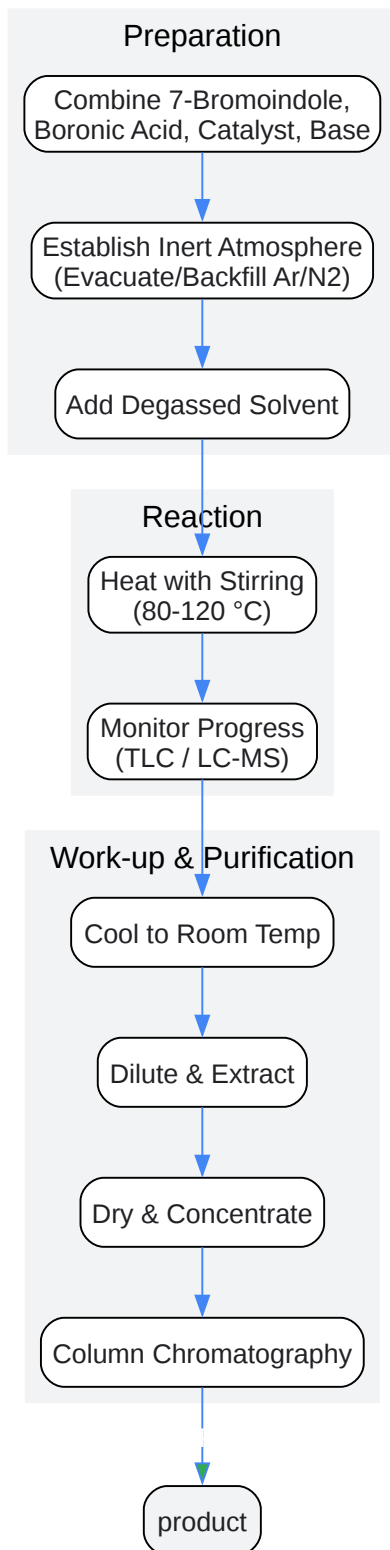 Preparation
Combine 7-Bromoindole,
Boronic Acid, Catalyst, Base
Establish Inert Atmosphere
(Evacuate/Backfill Ar/N2)
Add Degassed Solvent
Reaction
Heat with Stirring
(80-120 °C)
Monitor Progress
(TLC / LC-MS)
Work-up & Purification
Cool to Room Temp
Dilute & Extract
Dry & Concentrate
Column Chromatography
product